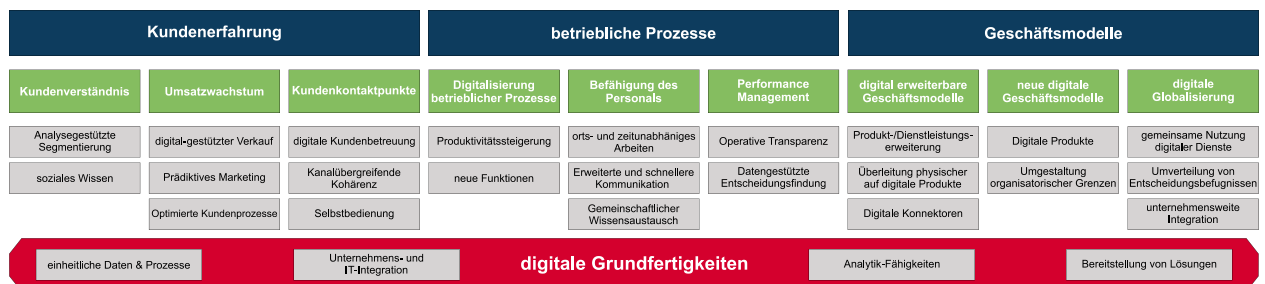 Kundenerfahrung
betriebliche Prozesse
Geschäftsmodelle
Kundenverständnis
Umsatzwachstum
Kundenkontaktpunkte
Digitalisierung
betrieblicher Prozesse
Befähigung des
Personals
Performance
Management
digital erweiterbare
Geschäftsmodelle
neue digitale
Geschäftsmodelle
digitale
Globalisierung
Analysegestützte
Segmentierung
digital-gestützter Verkauf
digitale Kundenbetreuung
Produktivitätssteigerung
orts- und zeitunabhäniges
Arbeiten
Operative Transparenz
Produkt-/Dienstleistungs-
erweiterung
Digitale Produkte
gemeinsame Nutzung
digitaler Dienste
soziales Wissen
Prädiktives Marketing
Kanalübergreifende
Kohärenz
neue Funktionen
Erweiterte und schnellere
Kommunikation
Datengestützte
Entscheidungsfindung
Überleitung physischer
auf digitale Produkte
Umgestaltung
organisatorischer Grenzen
Umverteilung von
Entscheidungsbefugnissen
Optimierte Kundenprozesse
Selbstbedienung
Gemeinschaftlicher
Wissensaustausch
Digitale Konnektoren
unternehmensweite
Integration
einheitliche Daten & Prozesse
Unternehmens- und
IT-Integration
digitale Grundfertigkeiten
Analytik-Fähigkeiten
Bereitstellung von Lösungen